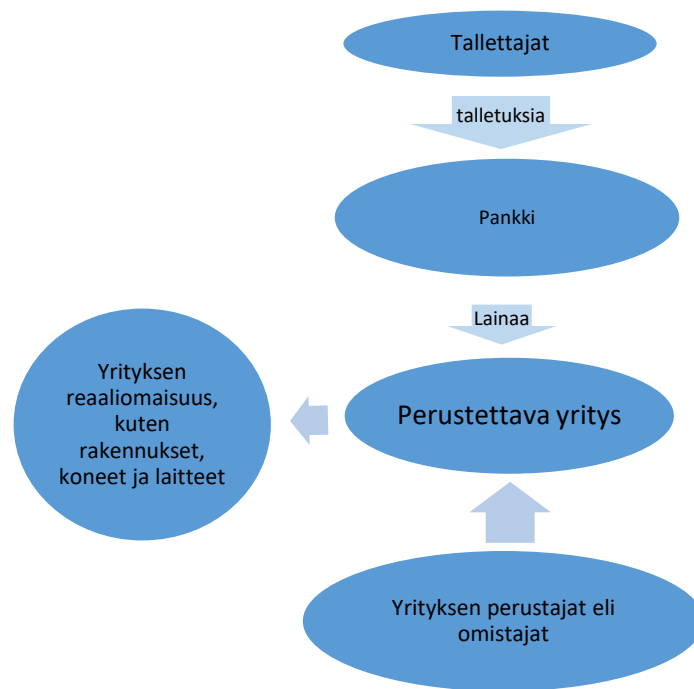 Tallettajat
talletuksia
Pankki
Lainaa
Yrityksen
reaaliomaisuus,
kuten
rakennukset,
koneet ja laitteet
Perustettava yritys
Yrityksen perustajat eli
omistajat